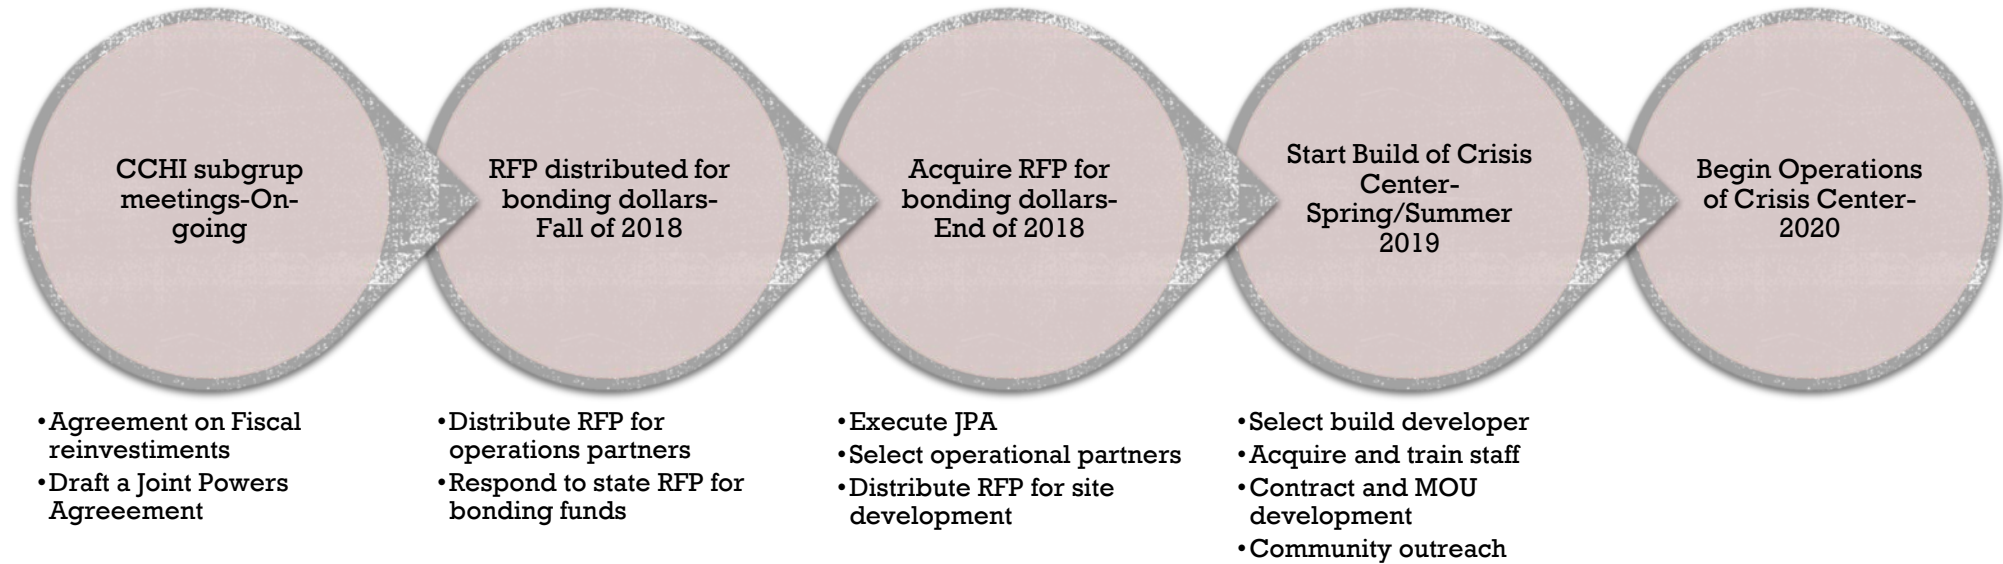 CCHI subgrup
meetings-On-
going
RFP distributed for
bonding dollars-
Fall of 2018
Acquire RFP for
bonding dollars-
End of 2018
Start Build of Crisis
Center-
Spring/Summer
2019
Begin Operations
of Crisis Center-
2020
•Agreement on Fiscal
reinvestiments
•Draft a Joint Powers
Agreeement
•Distribute RFP for
operations partners
•Respond to state RFP for
bonding funds
•Execute JPA
•Select operational partners
•Distribute RFP for site
development
•Select build developer
•Acquire and train staff
•Contract and MOU
development
•Community outreach